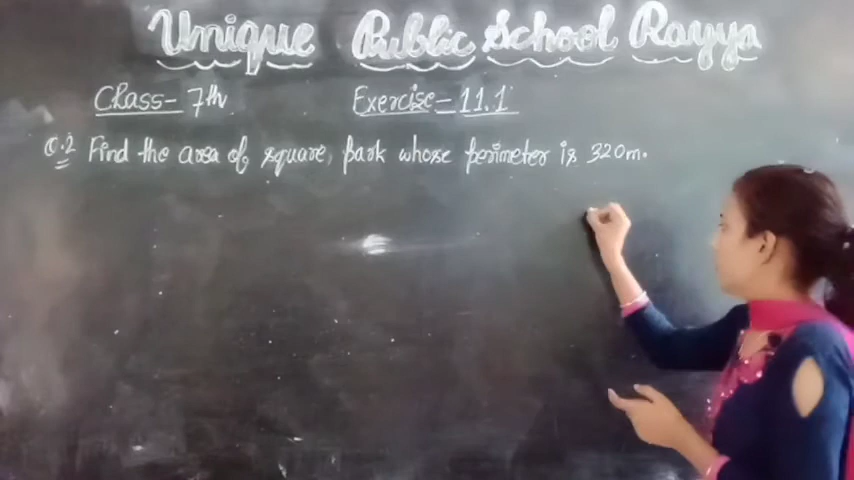 Unique Public School Rayya
Class- 7th Exercise- 11.1
Q.2 Find the area of square, park whose perimeter is 320m.